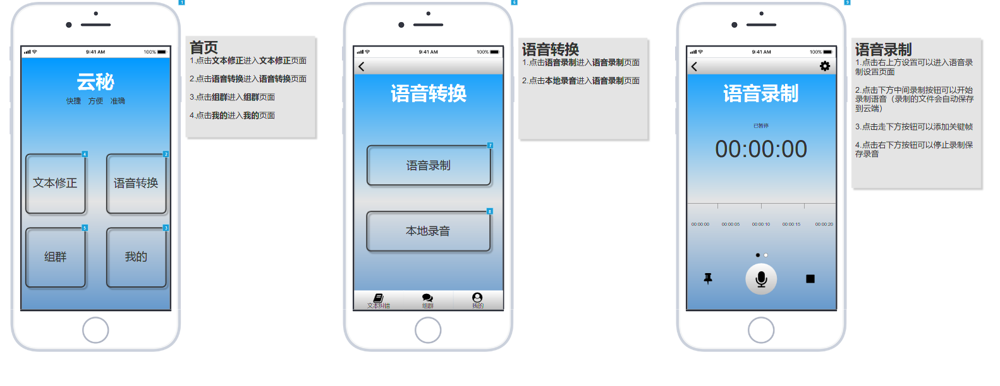 1
9:41 AM
100%
云秘
快捷 方便 准确
4
2
文本修正
语音转换
5
3
组群
我的
首页
1.点击文本修正进入文本修正页面
2.点击语音转换进入语音转换页面
3.点击组群进入组群页面
4.点击我的进入我的页面
6
9:41 AM
100%
语音转换
7
语音录制
8
本地录音
文本纠错
组群
我的
语音转换
1.点击语音录制进入语音录制页面
2.点击本地录音进入语音录制页面
9
9:41 AM
100%
语音录制
已暂停
00:00:00
00:00:00 00:00:05 00:00:10 00:00:15 00:00:20
语音录制
1.点击右上方设置可以进入语音录
制设置页面
2.点击下方中间录制按钮可以开始
录制语音（录制的文件会自动保存
到云端）
3.点击走下方按钮可以添加关键帧
4.点击右下方按钮可以停止录制保
存录音